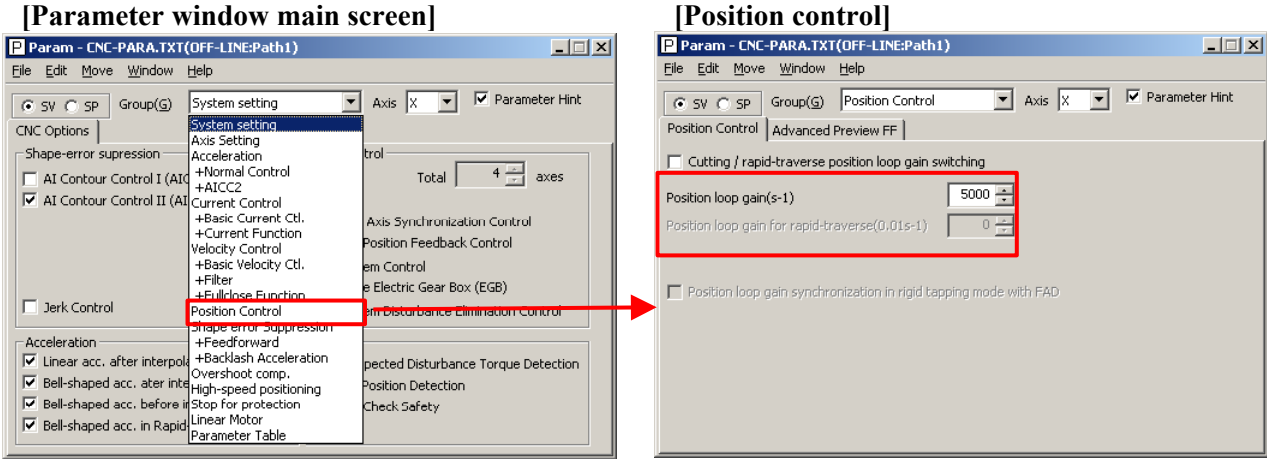 [Parameter window main screen]
Param - CNC-PARA.TXT(OFF-LINE:Path1)
File Edit Move Window Help
SV SP Group(G) System setting Axis X Parameter Hint
CNC Options
System setting
Axis Setting
Acceleration
+Normal Control
+AICC2
Current Control
+Basic Current Ctl.
+Current Function
Velocity Control
+Basic Velocity Ctl.
+Filter
+Fullclose Function
Position Control
Shape error Suppression
+Feedforward
+Backlash Acceleration
Overshoot comp.
High-speed positioning
Stop for protection
Linear Motor
Parameter Table
Shape-error supression
AI Contour Control I (AIC
AI Contour Control II (AI
Jerk Control
trol
Total 4 axes
Axis Synchronization Control
Position Feedback Control
em Control
e Electric Gear Box (EGB)
em Disturbance Elimination Control
Acceleration
Linear acc. after interpola
Bell-shaped acc. ater inte
Bell-shaped acc. before i
Bell-shaped acc. in Rapid-
pected Disturbance Torque Detection
Position Detection
Check Safety
[Position control]
Param - CNC-PARA.TXT(OFF-LINE:Path1)
File Edit Move Window Help
SV SP Group(G) Position Control Axis X Parameter Hint
Position Control Advanced Preview FF
Cutting / rapid-traverse position loop gain switching
Position loop gain(s-1) 5000
Position loop gain for rapid-traverse(0.01s-1) 0
Position loop gain synchronization in rigid tapping mode with FAD